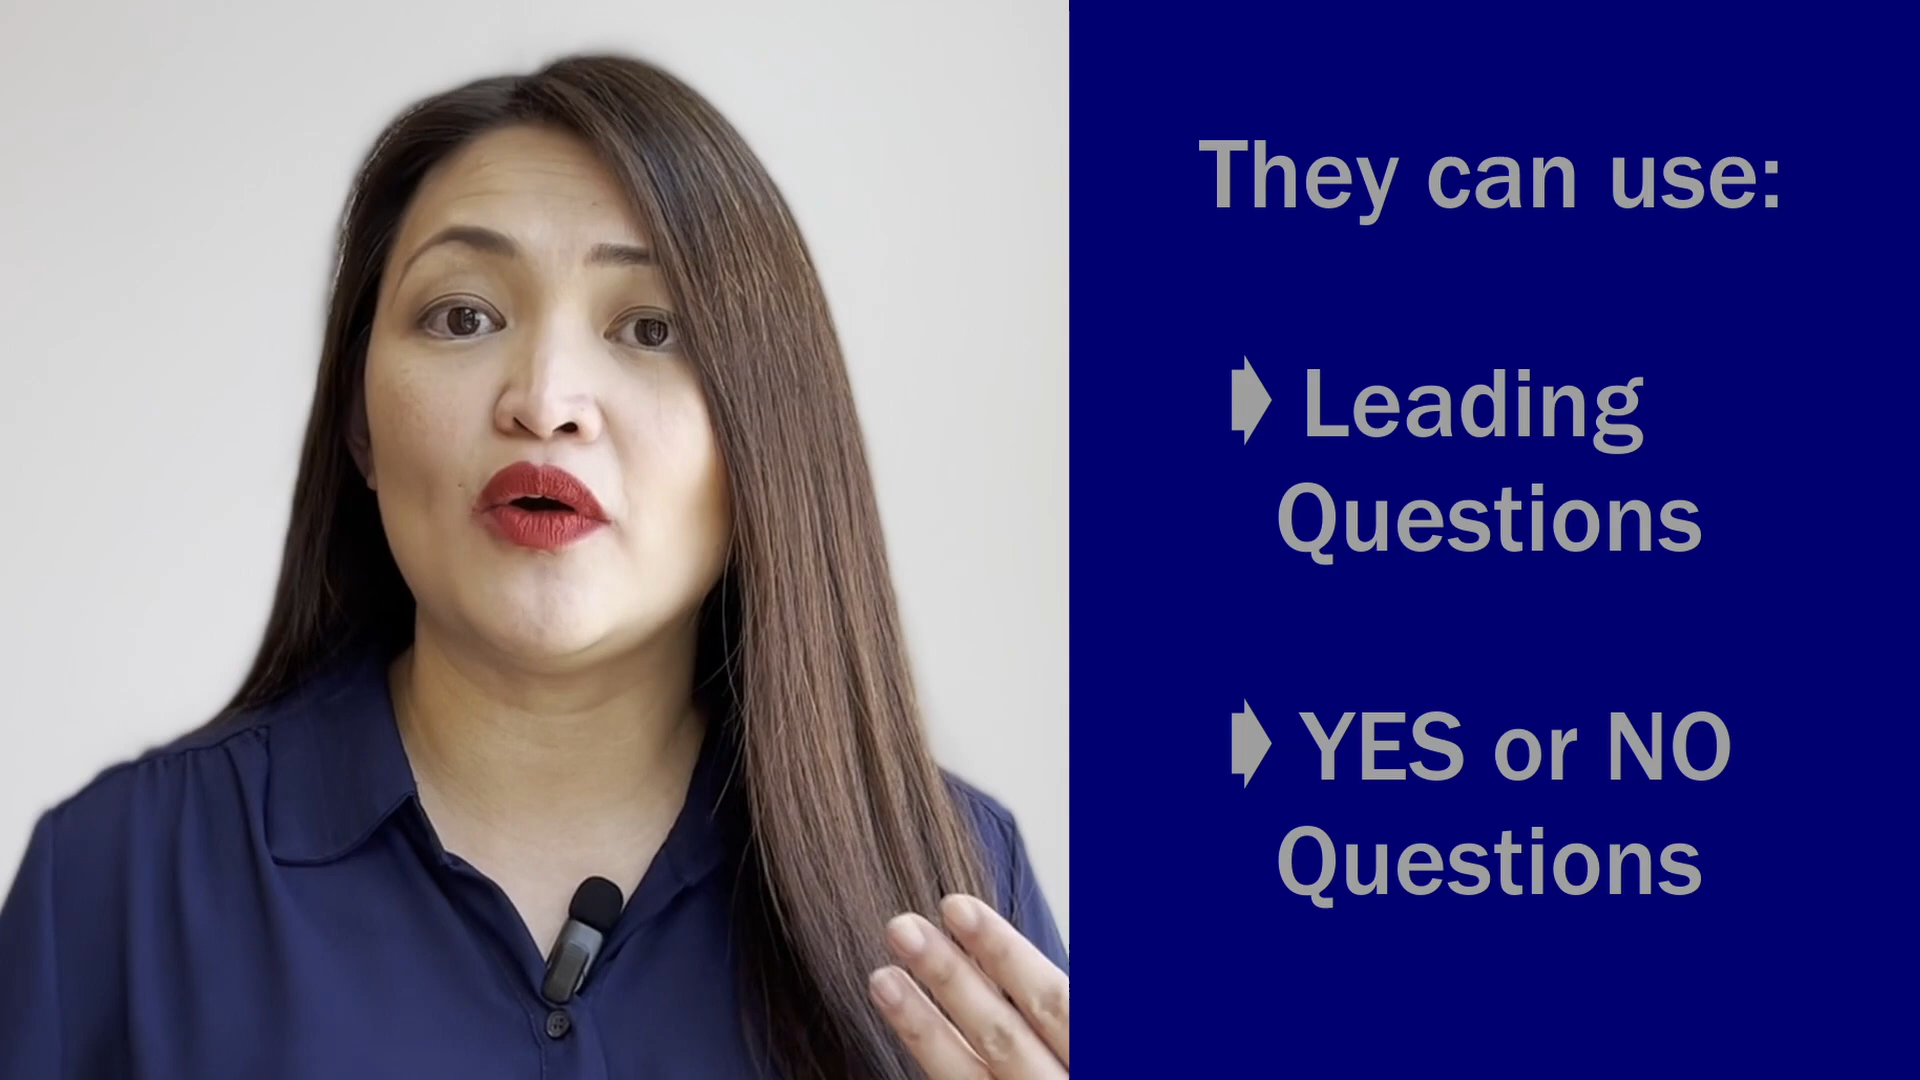 They can use:
Leading
Questions
YES or NO
Questions